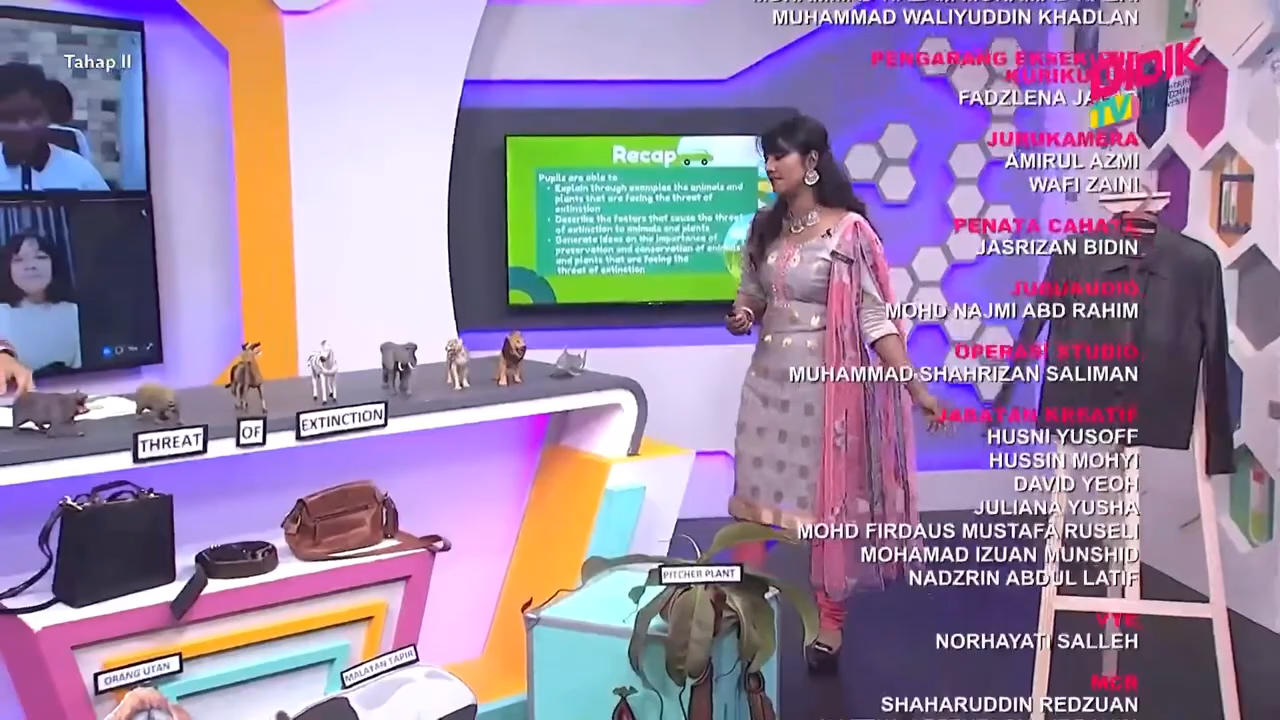 Tahap II
Recap
Pupils are able to
• Explain through examples the animals and
plants that are facing the threat of
extinction
• Describe the factors that cause the threat
of extinction to animals and plants
• Generate ideas on the importance of
preservation and conservation of
and plants that are facing the
threat of extinction
THREAT
OF
EXTINCTION
PITCHER PLANT
ORANG UTAN
MALAYAN TAPIR
MUHAMMAD WALIYUDDIN KHADLAN
PENGARANG
FADZLENA
DIDIK
TV
JURUKAMERA
AMIRUL AZMI
WAFI ZAINI
PENATA CAHAYA
JASRIZAN BIDIN
JURUAUDIO
MOHD NAJMI ABD RAHIM
OPERASI STUDIO
MUHAMMAD SHAHRIZAN SALIMAN
JABATAN KREATIF
HUSNI YUSOFF
HUSSIN MOHYI
DAVID YEOH
JULIANA YUSHA
MOHD FIRDAUS MUSTAFA RUSELI
MOHAMAD IZUAN MUNSHID
NADZRIN ABDUL LATIF
VTE
NORHAYATI SALLEH
MCR
SHAHARUDDIN REDZUAN